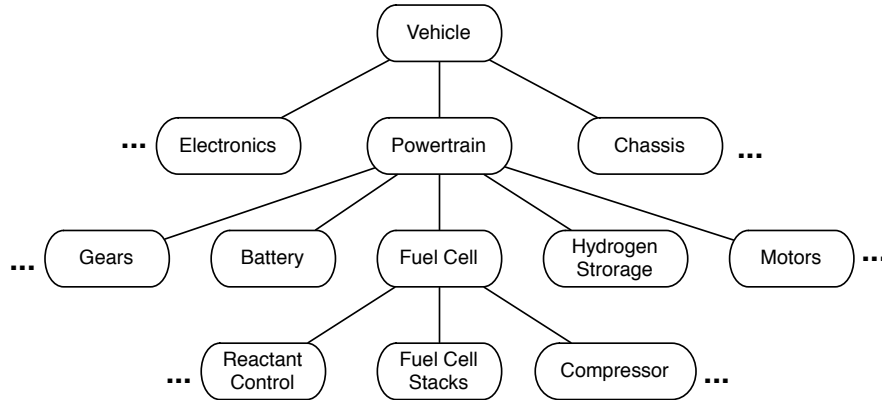 Vehicle
... Electronics Powertrain Chassis ...
... Gears Battery Fuel Cell Hydrogen Motors ...
Strorage
... Reactant Fuel Cell Compressor ...
Control Stacks